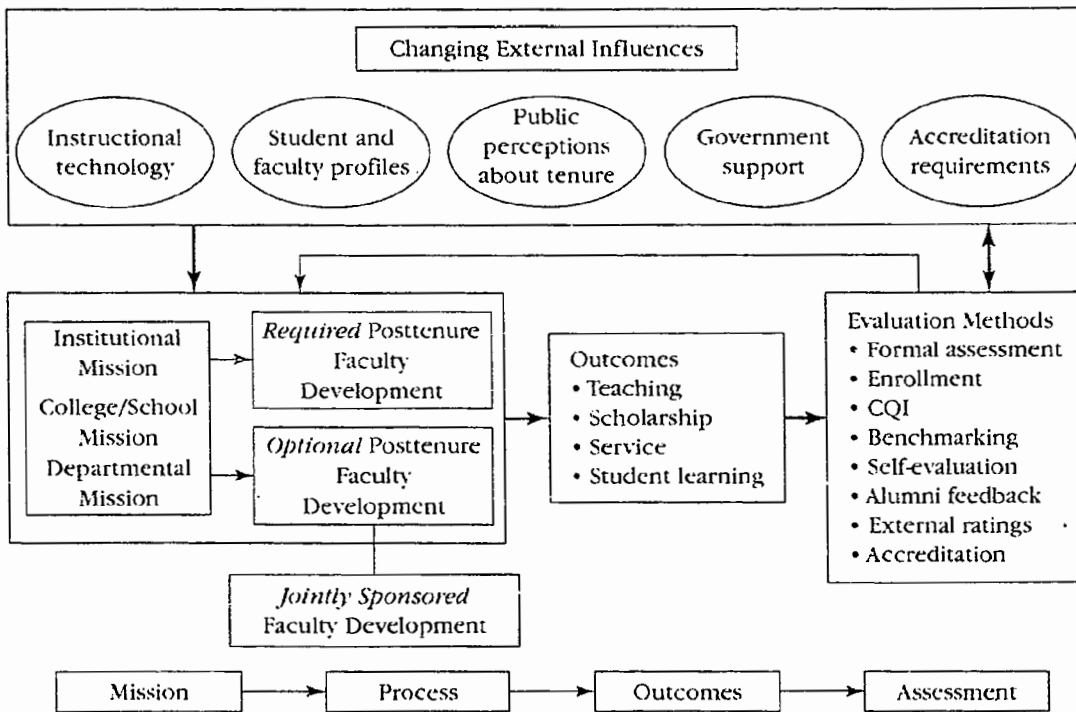 Changing External Influences
Instructional
technology
Student and
faculty profiles
Public
perceptions
about tenure
Government
support
Accreditation
requirements
Institutional
Mission
College/School
Mission
Departmental
Mission
Required Posttenure
Faculty
Development
Optional Posttenure
Faculty
Development
Jointly Sponsored
Faculty Development
Outcomes
• Teaching
• Scholarship
• Service
• Student learning
Evaluation Methods
• Formal assessment
• Enrollment
• CQI
• Benchmarking
• Self-evaluation
• Alumni feedback
• External ratings
• Accreditation
Mission
Process
Outcomes
Assessment